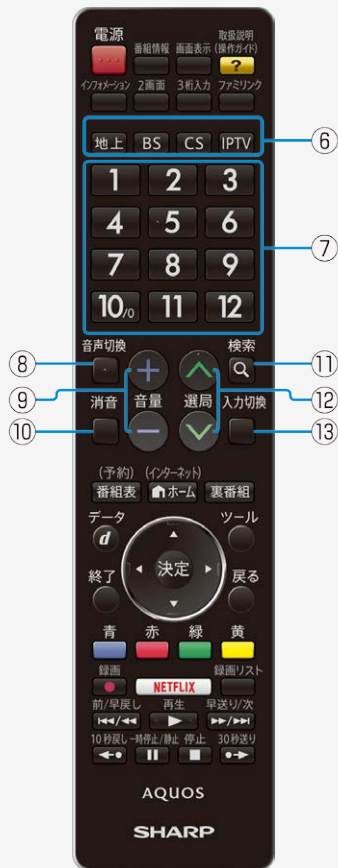 電源
番組情報 画面表示 取扱説明(操作ガイド)
?
インフォメーション 2画面 3桁入力 ファミリンク
地上 BS CS IPTV ⑥
1 2 3
4 5 6 ⑦
7 8 9
10/0 11 12
音声切換 検索
⑧ ⑪
⑨ 音量 選局 ⑫
⑩ 消音 入力切換 ⑬
(予約) (インターネット)
番組表 ホーム 裏番組
データ ツール
d
決定
終了 戻る
青 赤 緑 黄
録画 NETFLIX 録画リスト
前/早戻し 再生 早送り/次
10秒戻し 一時停止/静止 停止 30秒送り
AQUOS
SHARP